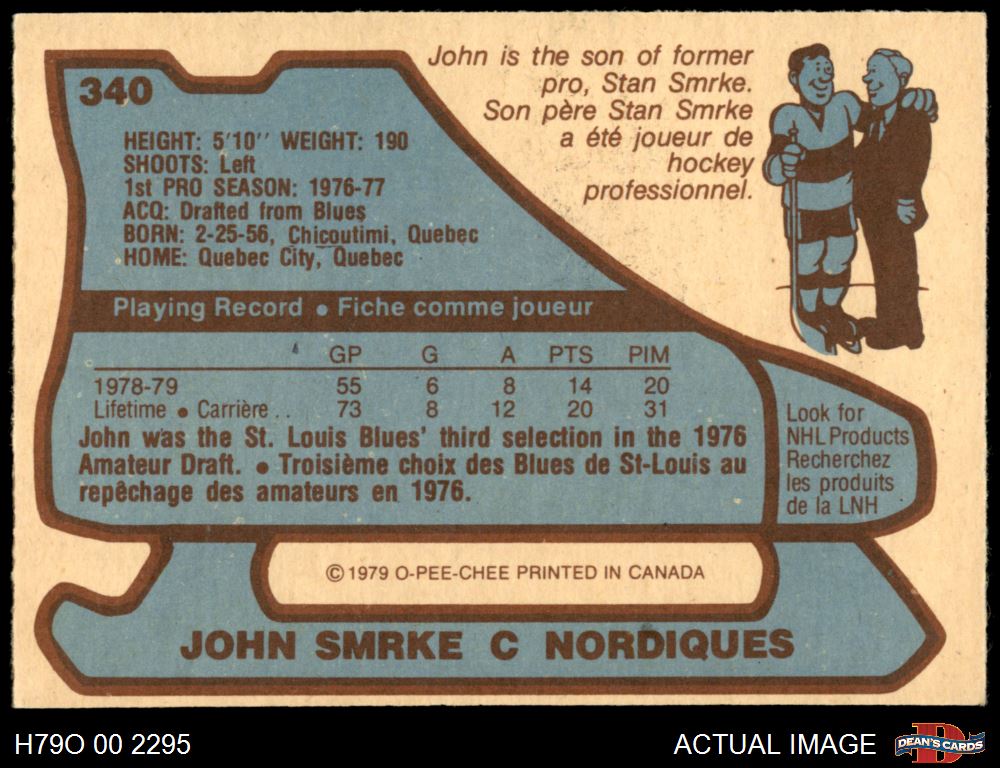 340
HEIGHT: 5'10'' WEIGHT: 190
SHOOTS: Left
1st PRO SEASON: 1976-77
ACQ: Drafted from Blues
BORN: 2-25-56, Chicoutimi, Quebec
HOME: Quebec City, Quebec
John is the son of former
pro, Stan Smrke.
Son père Stan Smrke
a été joueur de
hockey
professionnel.
Playing Record • Fiche comme joueur
GP G A PTS PIM
1978-79 55 6 8 14 20
Lifetime • Carrière .. 73 8 12 20 31
John was the St. Louis Blues' third selection in the 1976
Amateur Draft. • Troisième choix des Blues de St-Louis au
repêchage des amateurs en 1976.
Look for
NHL Products
Recherchez
les produits
de la LNH
© 1979 O-PEE-CHEE PRINTED IN CANADA
JOHN SMRKE C NORDIQUES
H79O 00 2295
ACTUAL IMAGE
D
DEAN'S CARDS